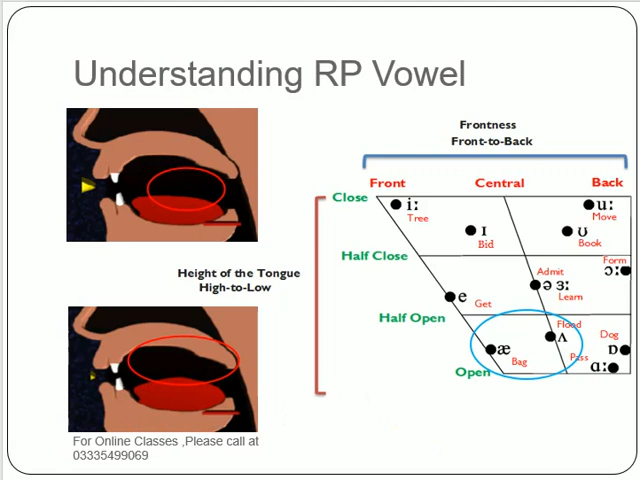 Understanding RP Vowel
Frontness
Front-to-Back
Front Central Back
Close
iː uː
Tree Move
ɪ ʊ
Bid Book
Half Close
Form
Admit ɔː
ə ɜː
Height of the Tongue
High-to-Low
e Get Learn
Half Open
Flood
ʌ Dog
æ ɒ
Bag Pass
ɑː
Open
For Online Classes ,Please call at
03335499069